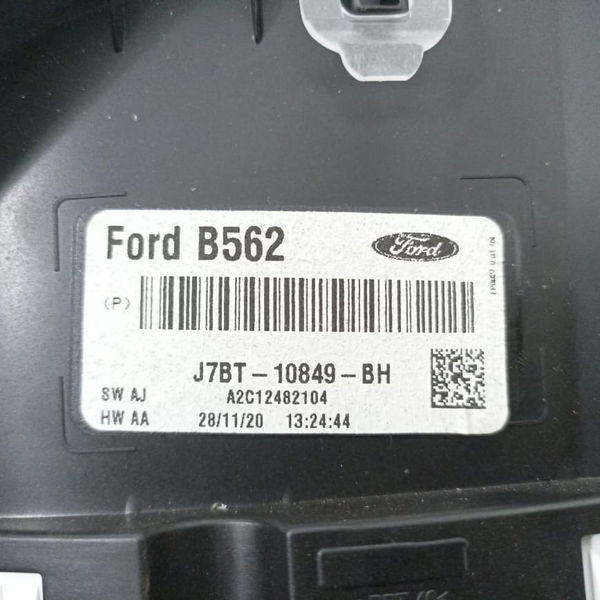 Ford B562
Ford
(P)
J7BT-10849-BH
SW AJ A2C12482104
HW AA 28/11/20 13:24:44